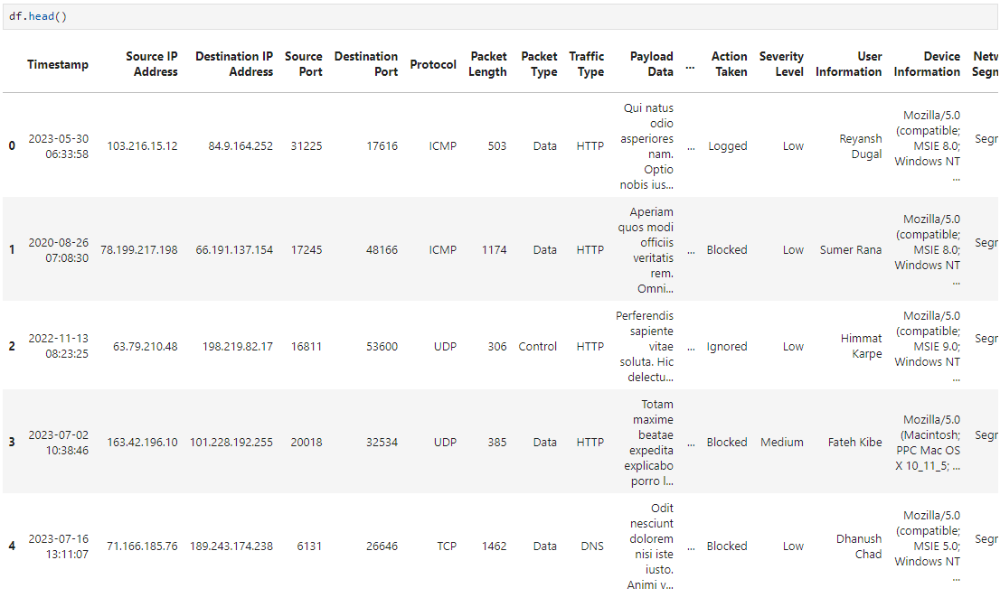 df.head()
Timestamp Source IP Address Destination IP Address Source Port Destination Port Protocol Packet Length Packet Type Traffic Type Payload Data ... Action Taken Severity Level User Information Device Information Netw Segn
0 2023-05-30 06:33:58 103.216.15.12 84.9.164.252 31225 17616 ICMP 503 Data HTTP Qui natus odio asperiores nam. Optio nobis ius... ... Logged Low Reyansh Dugal Mozilla/5.0 (compatible; MSIE 8.0; Windows NT ... Segr
1 2020-08-26 07:08:30 78.199.217.198 66.191.137.154 17245 48166 ICMP 1174 Data HTTP Aperiam quos modi officiis veritatis rem. Omni... ... Blocked Low Sumer Rana Mozilla/5.0 (compatible; MSIE 8.0; Windows NT ... Segr
2 2022-11-13 08:23:25 63.79.210.48 198.219.82.17 16811 53600 UDP 306 Control HTTP Perferendis sapiente vitae soluta. Hic delectu... ... Ignored Low Himmat Karpe Mozilla/5.0 (compatible; MSIE 9.0; Windows NT ... Segr
3 2023-07-02 10:38:46 163.42.196.10 101.228.192.255 20018 32534 UDP 385 Data HTTP Totam maxime beatae expedita explicabo porro l... ... Blocked Medium Fateh Kibe Mozilla/5.0 (Macintosh; PPC Mac OS X 10_11_5; ... Segr
4 2023-07-16 13:11:07 71.166.185.76 189.243.174.238 6131 26646 TCP 1462 Data DNS Odit nesciunt dolorem nisi iste iusto. Animi v... ... Blocked Low Dhanush Chad Mozilla/5.0 (compatible; MSIE 5.0; Windows NT ... Segr